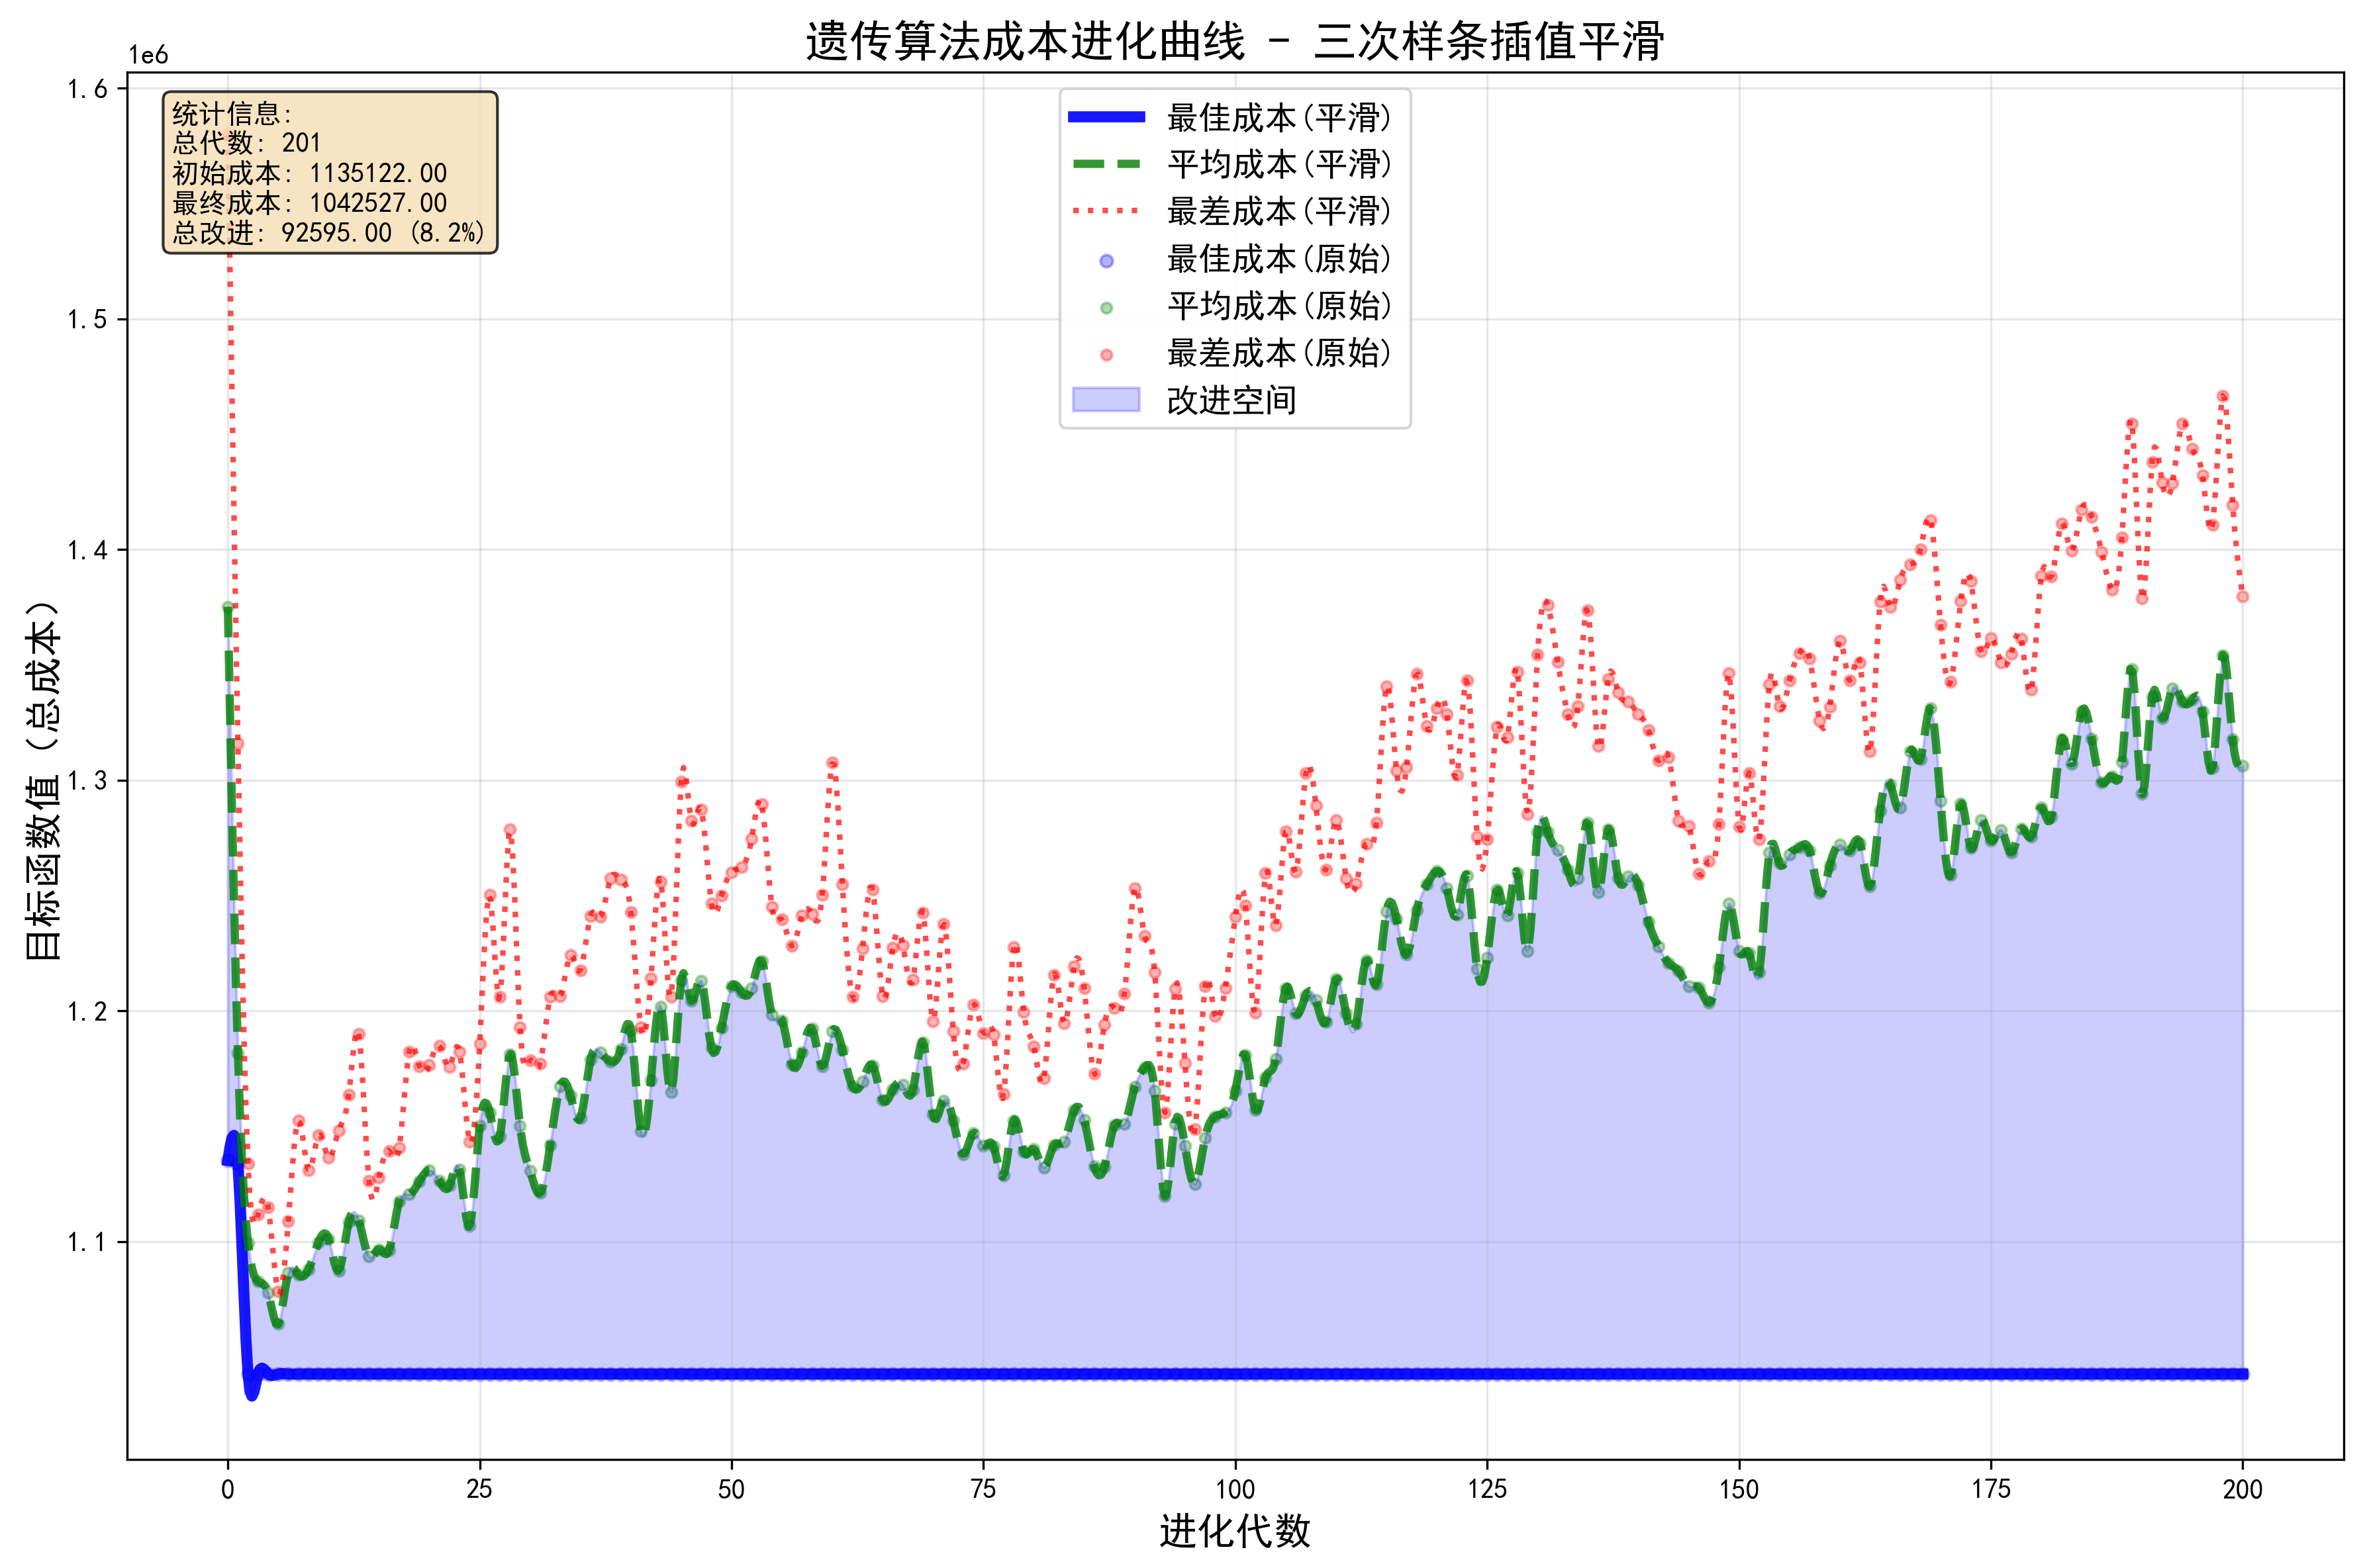 遗传算法成本进化曲线 - 三次样条插值平滑
1e6
统计信息:
总代数: 201
初始成本: 1135122.00
最终成本: 1042527.00
总改进: 92595.00 (8.2%)
最佳成本(平滑)
平均成本(平滑)
最差成本(平滑)
最佳成本(原始)
平均成本(原始)
最差成本(原始)
改进空间
目标函数值（总成本）
1.6
1.5
1.4
1.3
1.2
1.1
0 25 50 75 100 125 150 175 200
进化代数